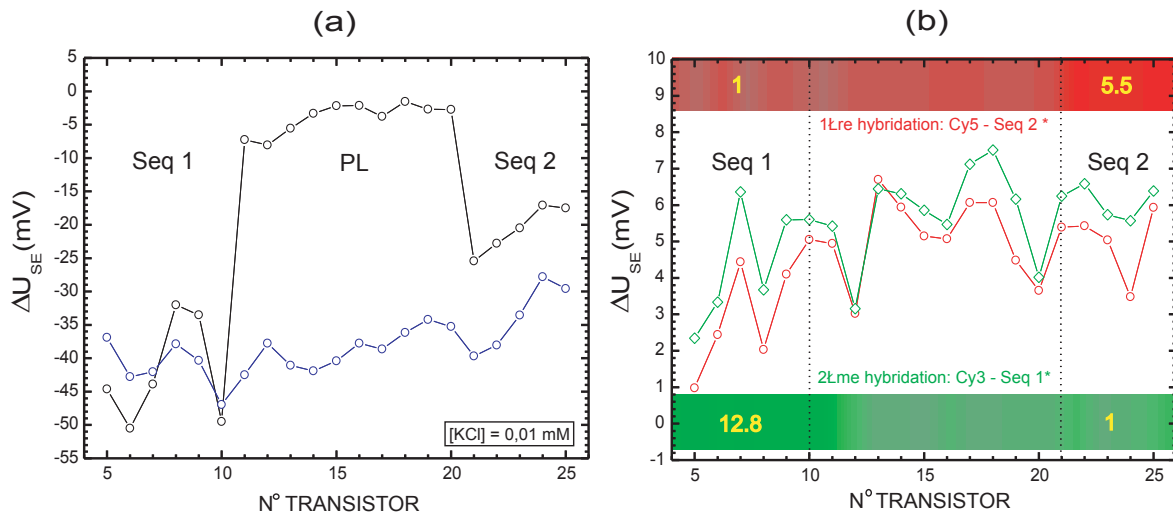 (a)
0
-5
-10
-15
-20
-25
-30
-35
-40
-45
-50
-55
ΔU_SE (mV)
Seq 1
PL
Seq 2
[KCl] = 0,01 mM
5 10 15 20 25
N° TRANSISTOR
(b)
10
9
8
7
6
5
4
3
2
1
0
-1
ΔU_SE (mV)
1
5.5
1Łre hybridation: Cy5 - Seq 2 *
Seq 1
Seq 2
2Łme hybridation: Cy3 - Seq 1*
12.8
1
5 10 15 20 25
N° TRANSISTOR